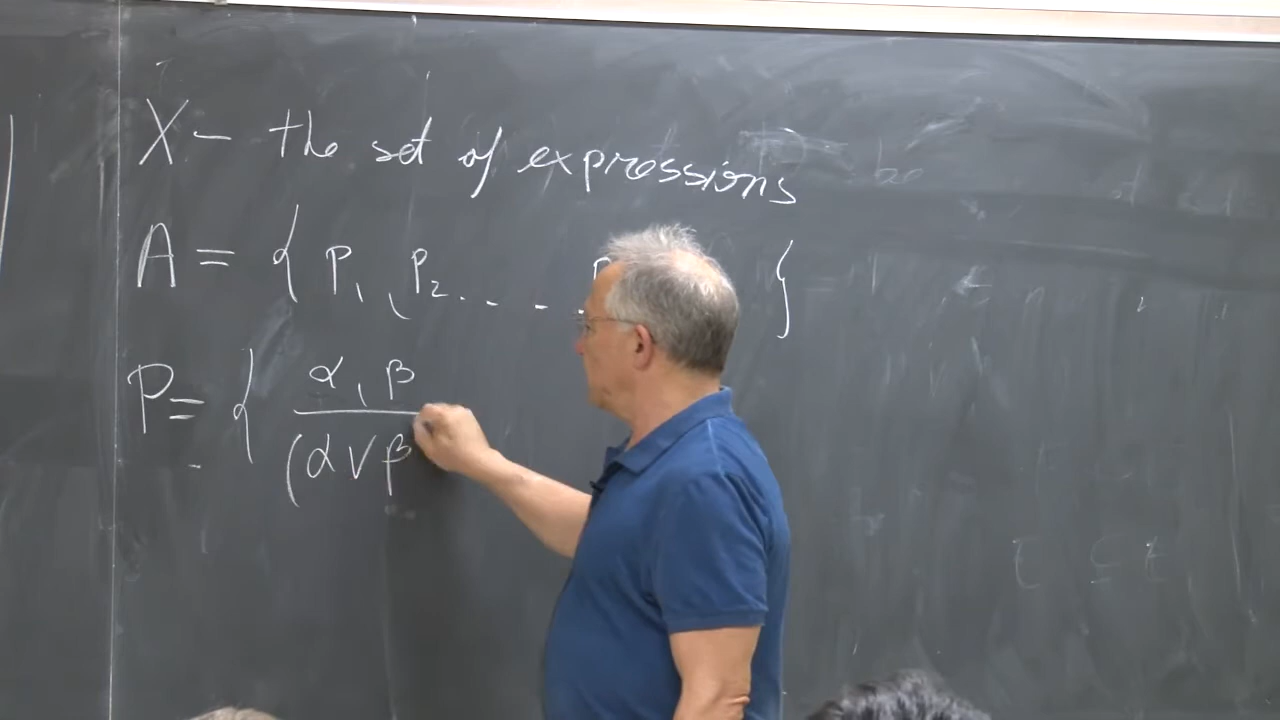 X – the set of expressions
A = { p₁, p₂ . . . . }
P = { α, β
(α ∨ β